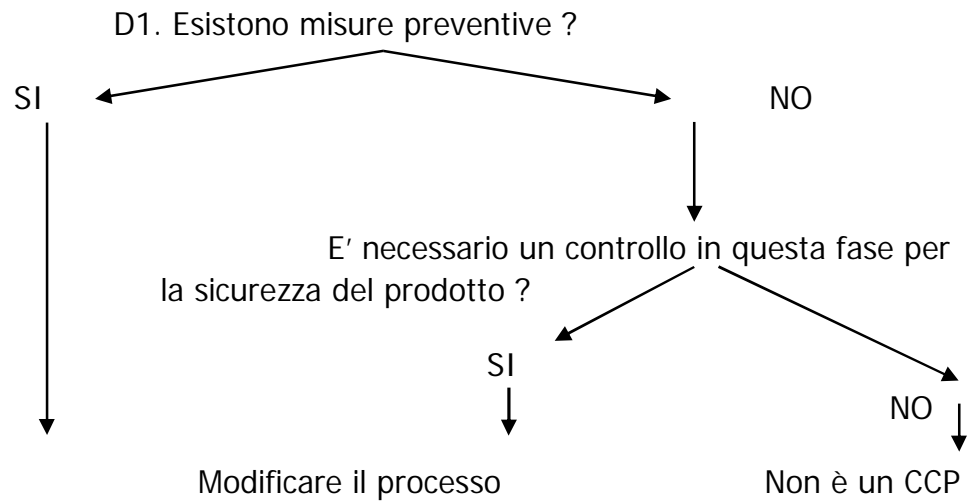 D1. Esistono misure preventive ?
SI
NO
E' necessario un controllo in questa fase per
la sicurezza del prodotto ?
SI
NO
Modificare il processo
Non è un CCP